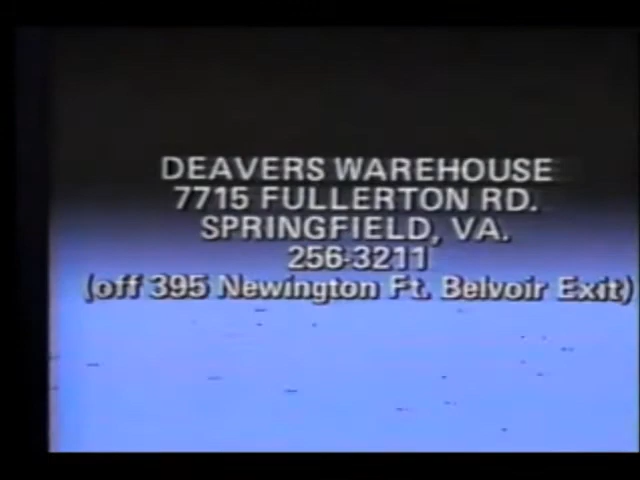 DEAVERS WAREHOUSE
7715 FULLERTON RD.
SPRINGFIELD, VA.
256-3211
(off 395 Newington Ft. Belvoir Exit)